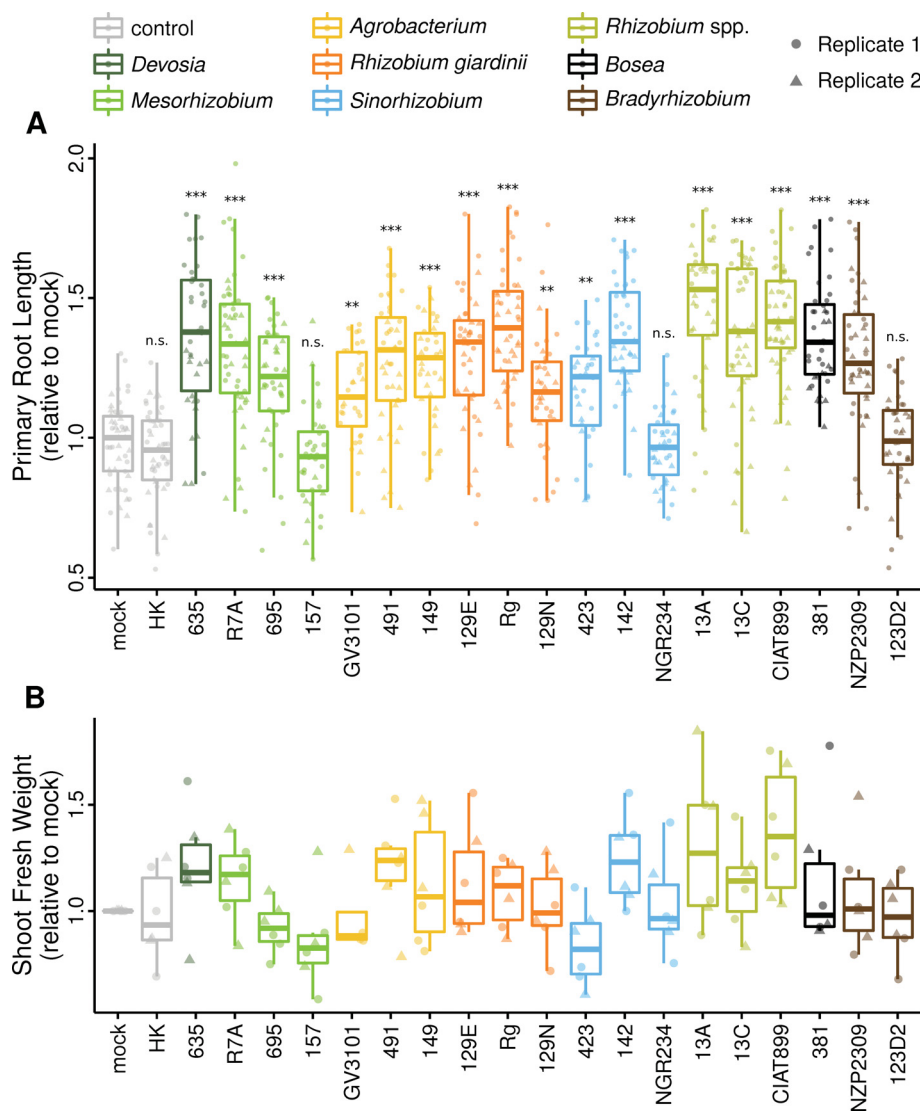 control
Agrobacterium
Rhizobium spp.
Replicate 1
Devosia
Rhizobium giardinii
Bosea
Replicate 2
Mesorhizobium
Sinorhizobium
Bradyrhizobium
A
Primary Root Length
(relative to mock)
2.0
1.5
1.0
0.5
n.s.
***
***
***
n.s.
**
***
***
***
***
**
**
***
n.s.
***
***
***
***
***
n.s.
mock
HK
635
R7A
695
157
GV3101
491
149
129E
Rg
129N
423
142
NGR234
13A
13C
CIAT899
381
NZP2309
123D2
B
Shoot Fresh Weight
(relative to mock)
1.5
1.0
mock
HK
635
R7A
695
157
GV3101
491
149
129E
Rg
129N
423
142
NGR234
13A
13C
CIAT899
381
NZP2309
123D2